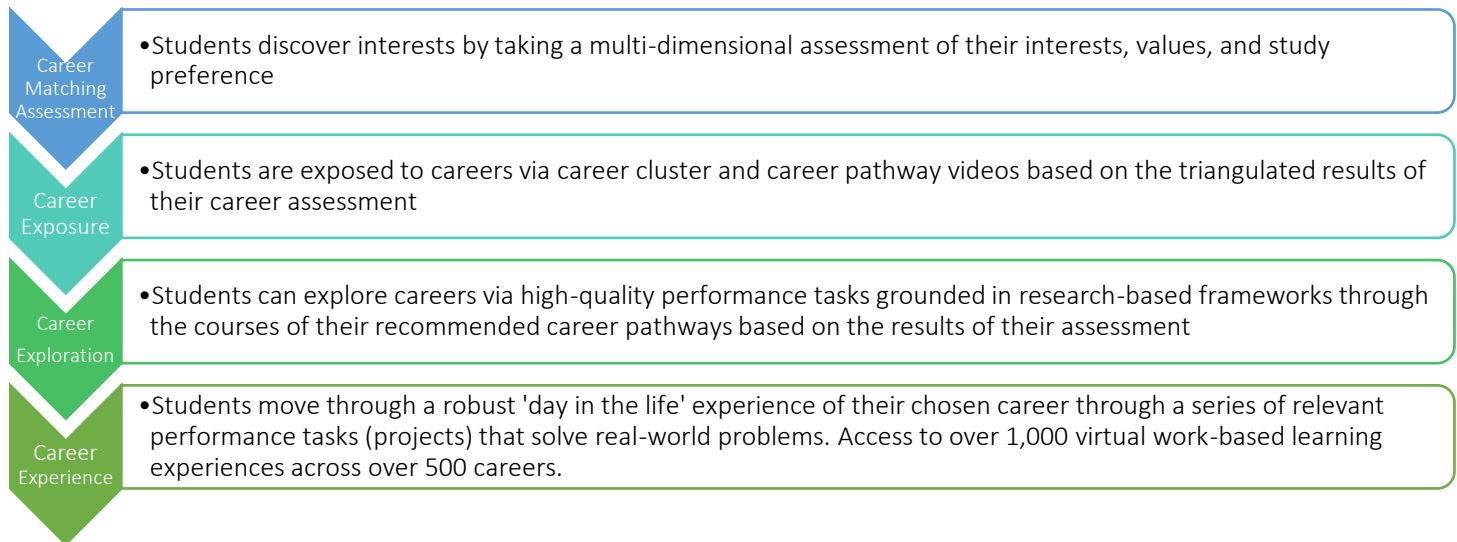 Career
Matching
Assessment
•Students discover interests by taking a multi-dimensional assessment of their interests, values, and study
preference
Career
Exposure
•Students are exposed to careers via career cluster and career pathway videos based on the triangulated results of
their career assessment
Career
Exploration
•Students can explore careers via high-quality performance tasks grounded in research-based frameworks through
the courses of their recommended career pathways based on the results of their assessment
Career
Experience
•Students move through a robust 'day in the life' experience of their chosen career through a series of relevant
performance tasks (projects) that solve real-world problems. Access to over 1,000 virtual work-based learning
experiences across over 500 careers.